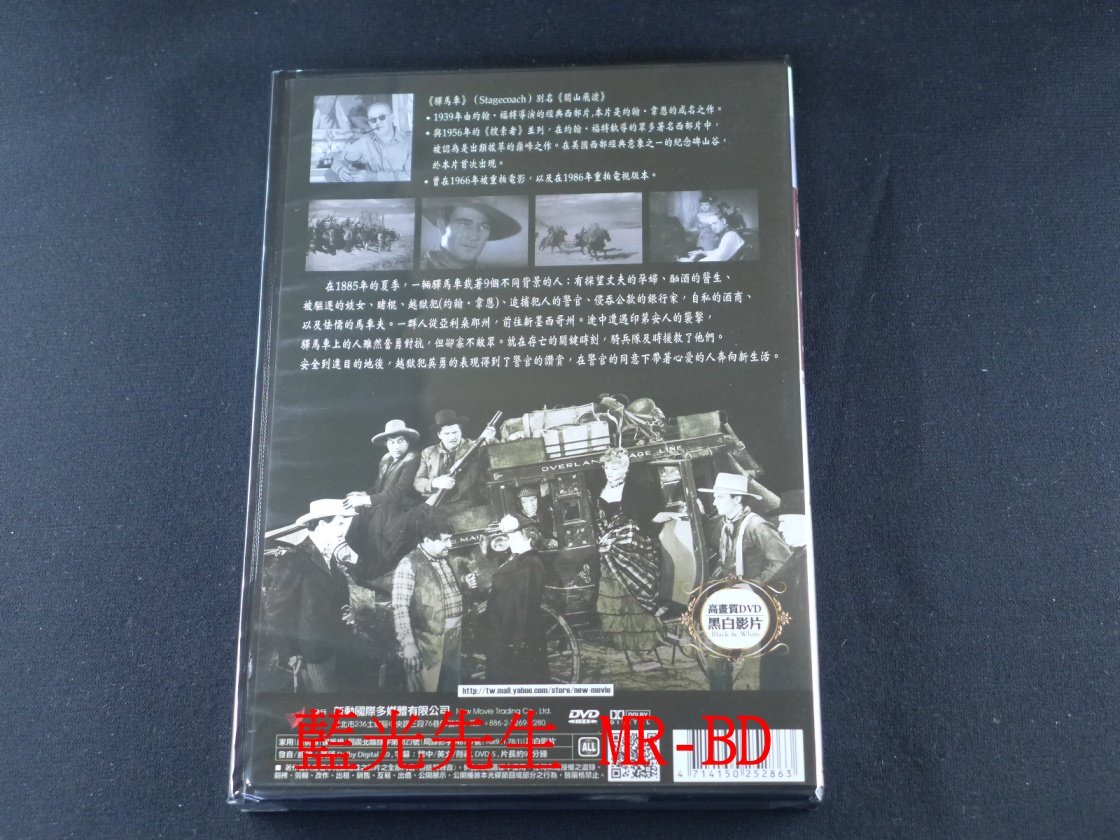 《驛馬車》(Stagecoach)別名《關山飛渡》
• 1939年由約翰・福特導演的經典西部片,本片是約翰・韋恩的成名之作。
• 與1956年的《搜索者》並列，在約翰・福特執導的眾多著名西部片中，
被認為是出類拔萃的巔峰之作。在美國西部經典意象之一的紀念碑山谷，
於本片首次出現。
• 曾在1966年被重拍電影，以及在1986年重拍電視版本。
在1885年的夏季，一輛驛馬車載著9個不同背景的人：有探望丈夫的孕婦、酗酒的醫生、
被驅逐的妓女、賭棍、越獄犯(約翰・韋恩)、追捕犯人的警官、侵吞公款的銀行家，自私的酒商、
以及怯懦的馬車夫。一群人從亞利桑那州，前往新墨西哥州。途中遭遇印第安人的襲擊，
驛馬車上的人雖然奮勇對抗，但卻寡不敵眾。就在存亡的關鍵時刻，騎兵隊及時援救了他們。
安全到達目的地後，越獄犯英勇的表現得到了警官的讚賞，在警官的同意下帶著心愛的人奔向新生活。
OVERLAND STAGE LINE
MAIL
高畫質DVD
黑白影片
Black & White
http://tw.mall.yahoo.com/store/new-movie
動國際多媒體有限公司 New Movie Trading Co., Ltd.
DVD VIDEO DOLBY
藍光先生 MR-BD
ALL
4 714150 252863